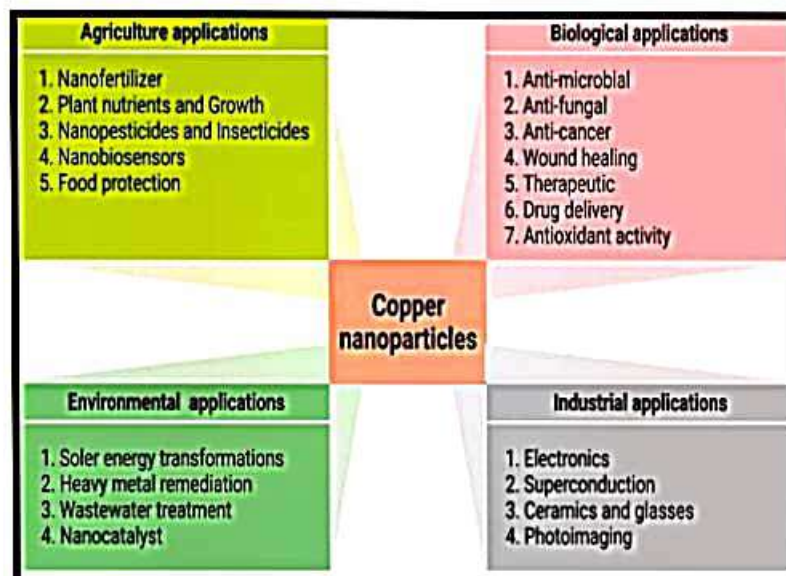 Agriculture applications
1. Nanofertilizer
2. Plant nutrients and Growth
3. Nanopesticides and Insecticides
4. Nanobiosensors
5. Food protection
Biological applications
1. Anti-microbial
2. Anti-fungal
3. Anti-cancer
4. Wound healing
5. Therapeutic
6. Drug delivery
7. Antioxidant activity
Copper
nanoparticles
Environmental applications
1. Soler energy transformations
2. Heavy metal remediation
3. Wastewater treatment
4. Nanocatalyst
Industrial applications
1. Electronics
2. Superconduction
3. Ceramics and glasses
4. Photoimaging